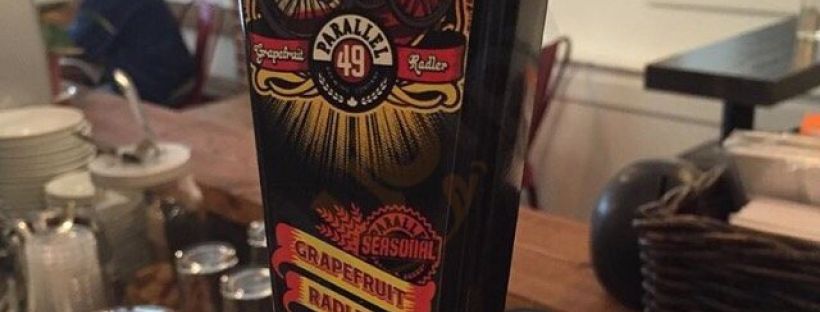 PARALLEL
Grapefruit 49 Radler
PARALLEL
SEASONAL
GRAPEFRUIT